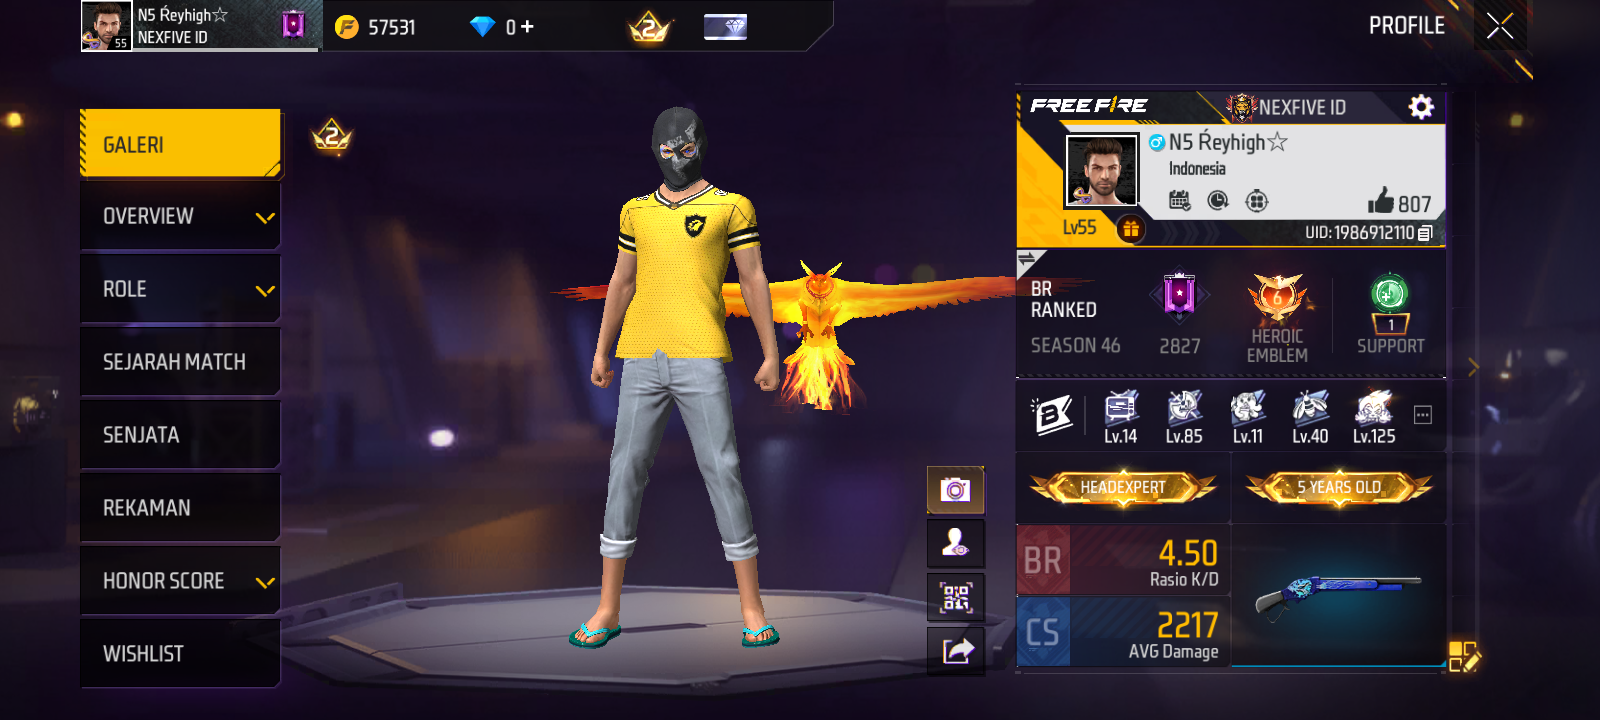 N5 Ŕeyhigh☆
NEXFIVE ID
55
57531
0 +
2
PROFILE
GALERI
OVERVIEW
ROLE
SEJARAH MATCH
SENJATA
REKAMAN
HONOR SCORE
WISHLIST
2
FREE FIRE
NEXFIVE ID
N5 Ŕeyhigh☆
Indonesia
807
Lv55
UID: 1986912110
BR
RANKED
SEASON 46
2827
6
HEROIC
EMBLEM
1
SUPPORT
B
Lv.14
Lv.85
Lv.11
Lv.40
Lv.125
HEADEXPERT
5 YEARS OLD
BR
4.50
Rasio K/D
CS
2217
AVG Damage